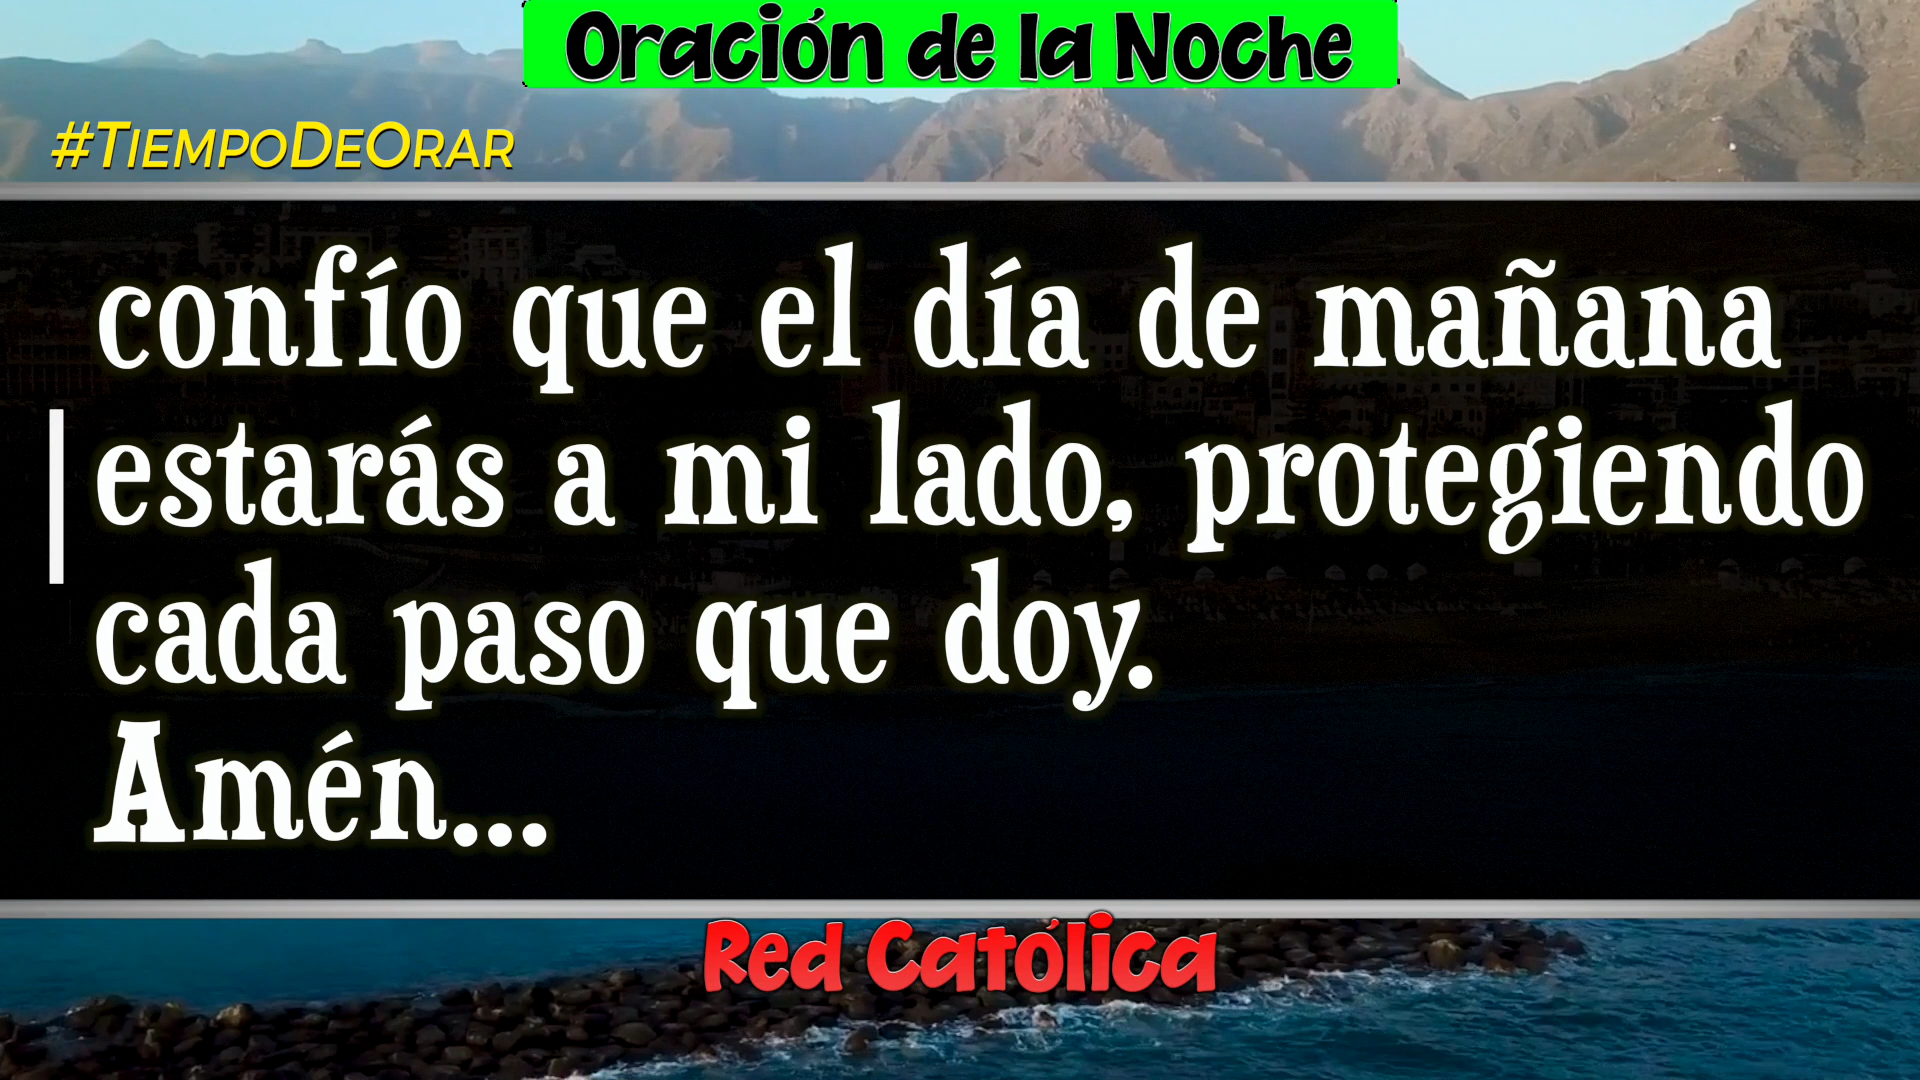 Oración de la Noche
#TIEMPODEORAR
confío que el día de mañana
estarás a mi lado, protegiendo
cada paso que doy.
Amén...
Red Católica